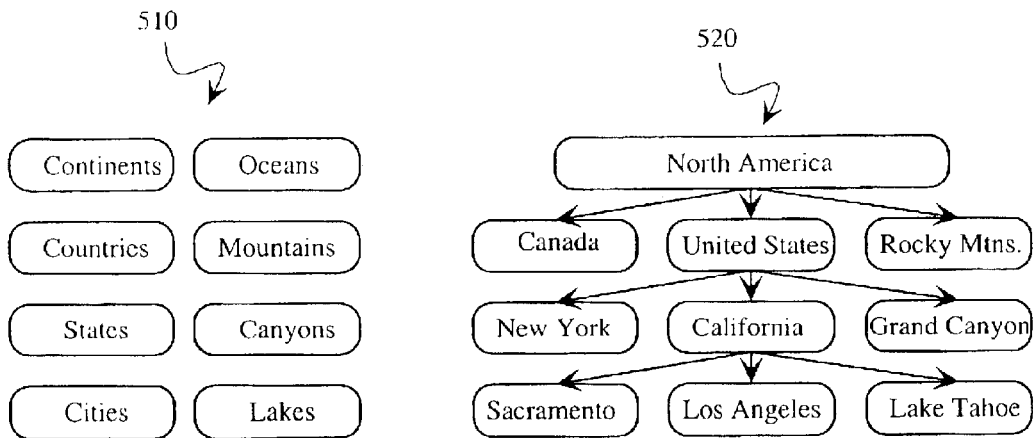 510
520
Continents Oceans
North America
Countries Mountains
Canada United States Rocky Mtns.
States Canyons
New York California Grand Canyon
Cities Lakes
Sacramento Los Angeles Lake Tahoe